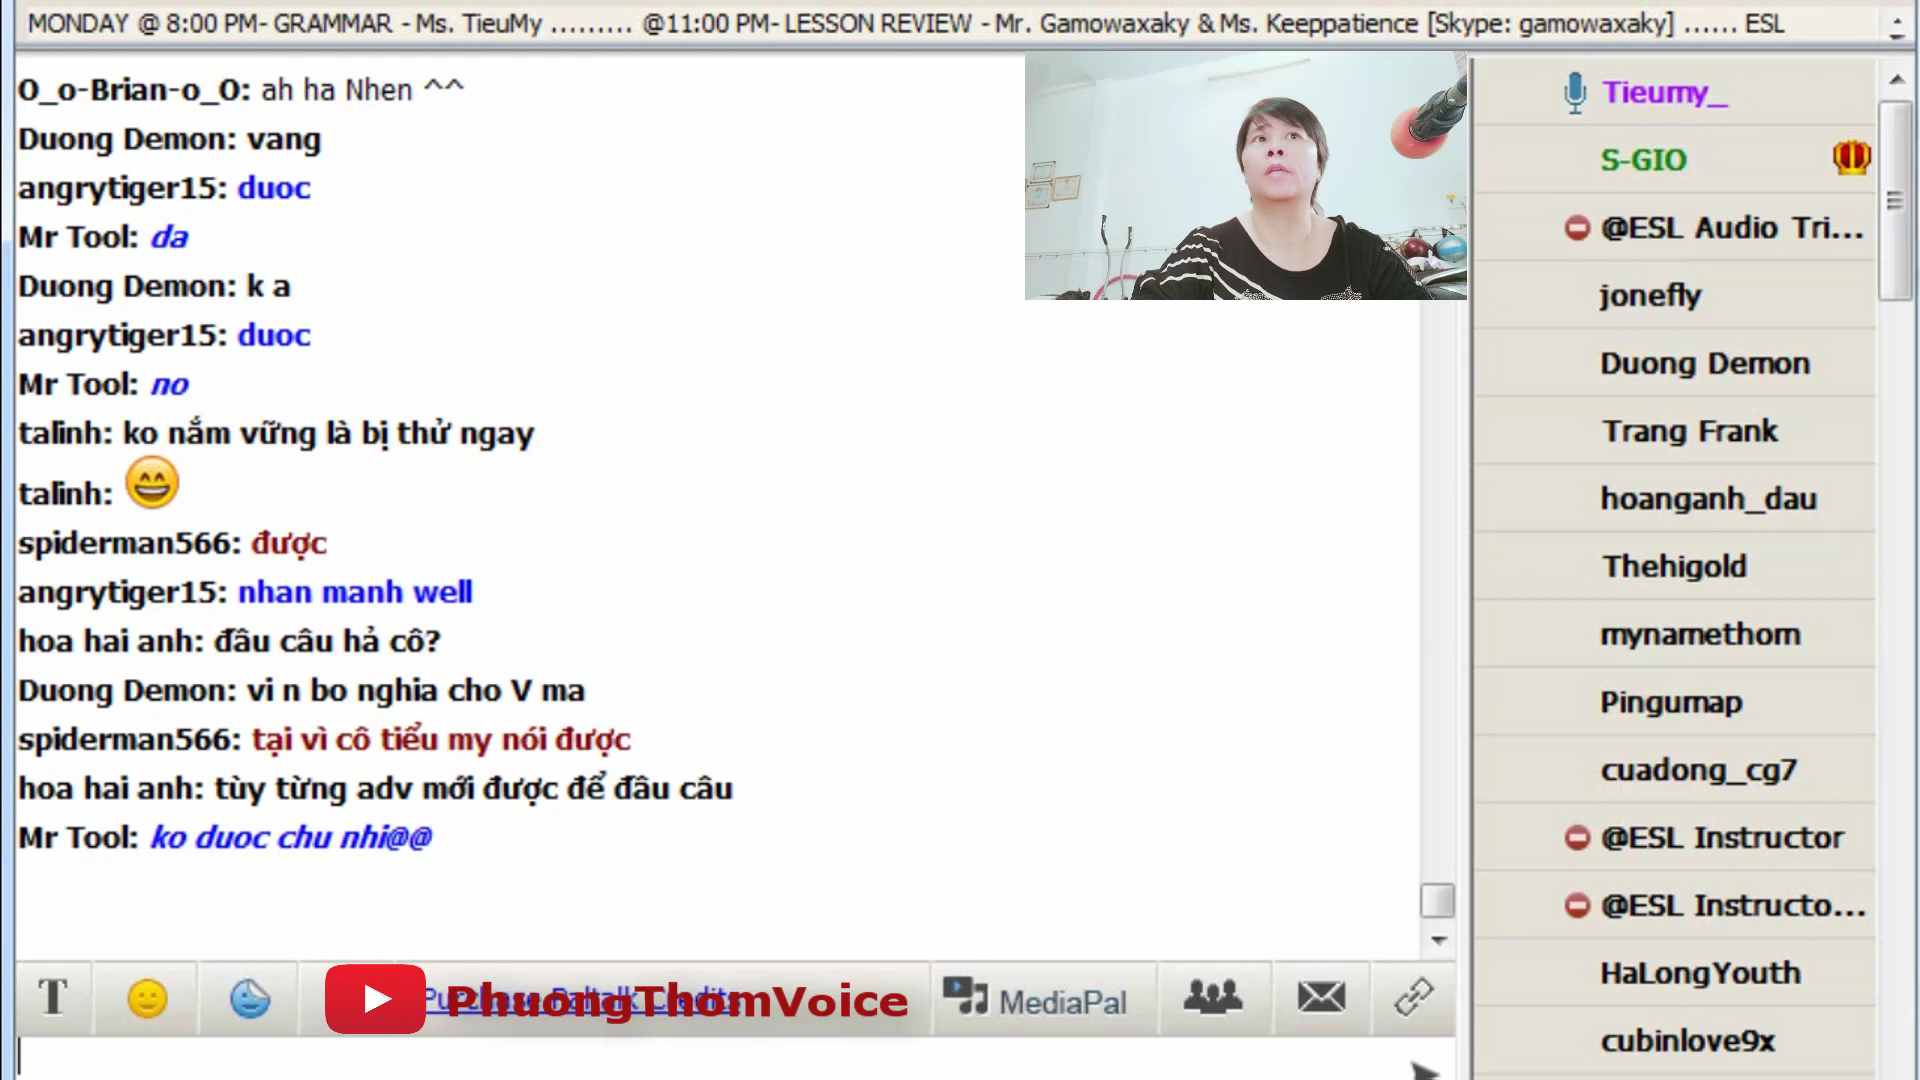 MONDAY @ 8:00 PM- GRAMMAR - Ms. TieuMy ......... @11:00 PM- LESSON REVIEW - Mr. Gamowaxaky & Ms. Keeppatience [Skype: gamowaxaky] ...... ESL
O_o-Brian-o_O: ah ha Nhen ^^
Duong Demon: vang
angrytiger15: duoc
Mr Tool: da
Duong Demon: k a
angrytiger15: duoc
Mr Tool: no
talinh: ko nắm vững là bị thử ngay
talinh:
spiderman566: được
angrytiger15: nhan manh well
hoa hai anh: đầu câu hả cô?
Duong Demon: vi n bo nghia cho V ma
spiderman566: tại vì cô tiểu my nói được
hoa hai anh: tùy từng adv mới được để đầu câu
Mr Tool: ko duoc chu nhi@@
Tieumy_
S-GIO
@ESL Audio Tri...
jonefly
Duong Demon
Trang Frank
hoanganh_dau
Thehigold
mynamethom
Pingumap
cuadong_cg7
@ESL Instructor
@ESL Instructo...
HaLongYouth
cubinlove9x
T
Purchase Paltalk Credits
PhuongThomVoice
MediaPal